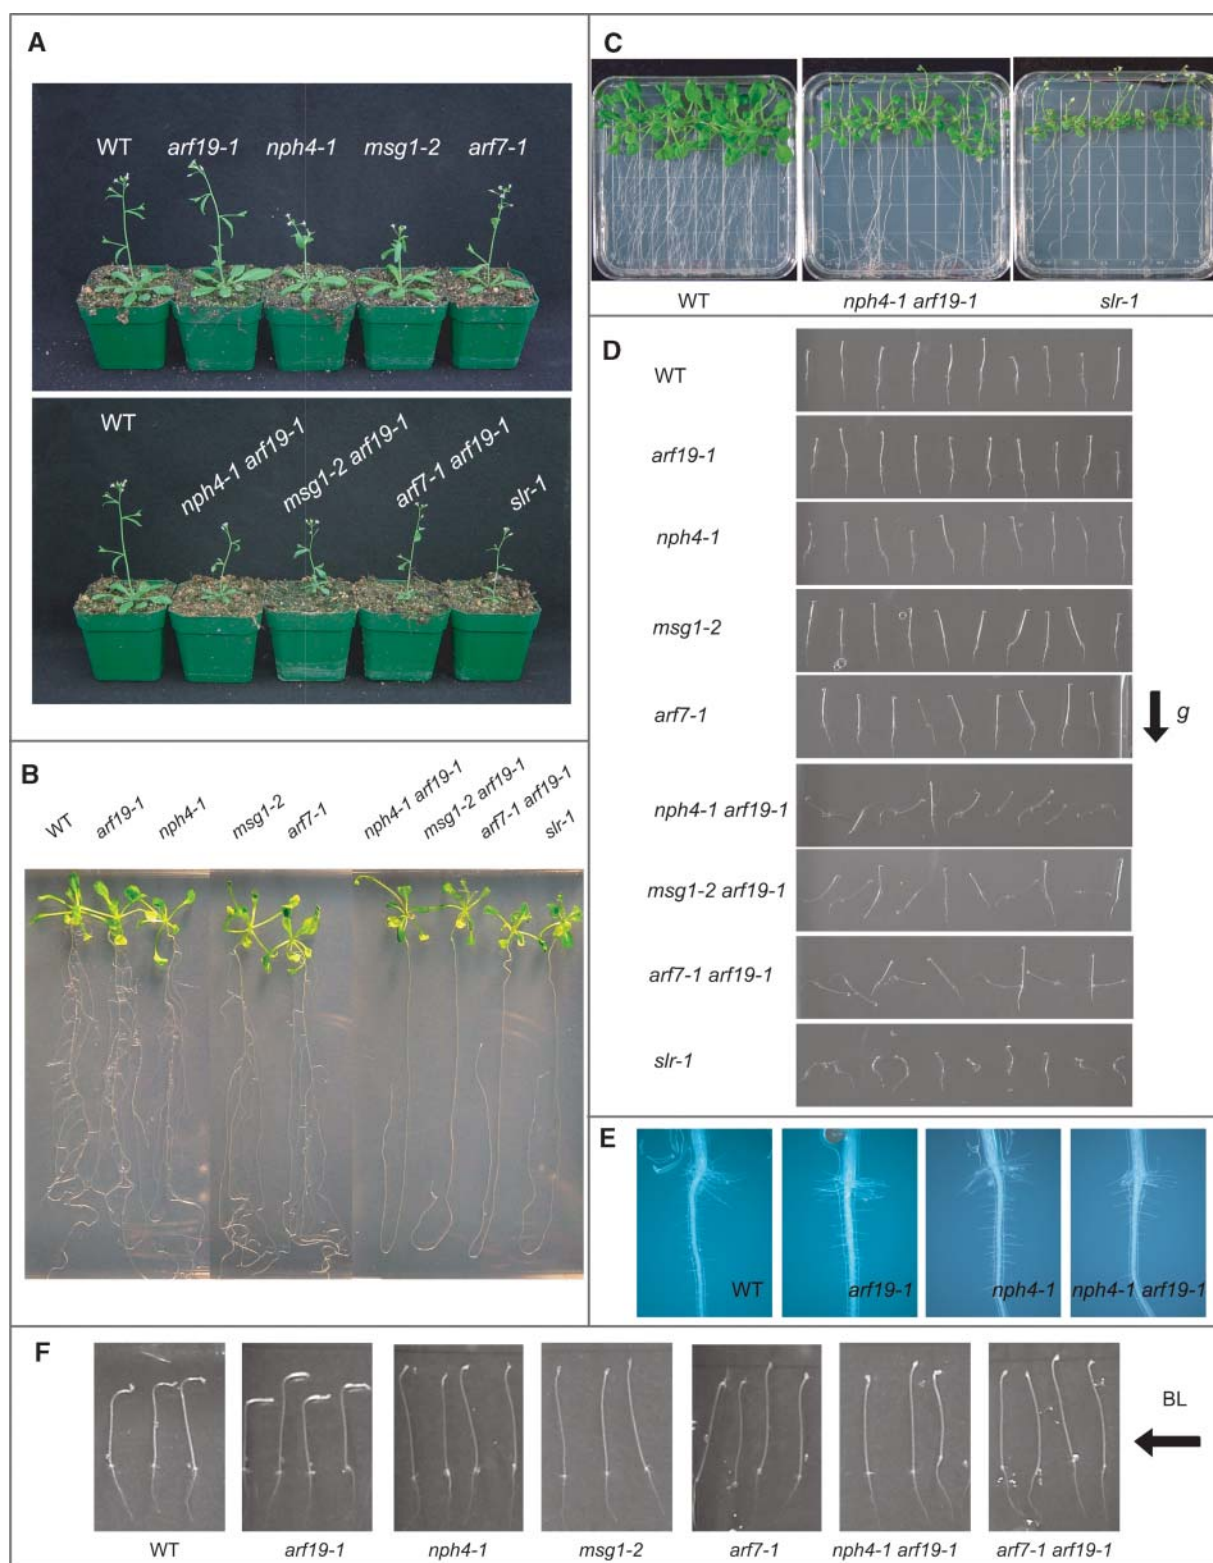 A
WT arf19-1 nph4-1 msg1-2 arf7-1
WT
nph4-1 arf19-1
msg1-2 arf19-1
arf7-1 arf19-1
slr-1
B
WT
arf19-1
nph4-1
msg1-2
arf7-1
nph4-1 arf19-1
msg1-2 arf19-1
arf7-1 arf19-1
slr-1
C
WT nph4-1 arf19-1 slr-1
D
WT
arf19-1
nph4-1
msg1-2
arf7-1
g
nph4-1 arf19-1
msg1-2 arf19-1
arf7-1 arf19-1
slr-1
E
WT arf19-1 nph4-1 nph4-1 arf19-1
F
BL
WT arf19-1 nph4-1 msg1-2 arf7-1 nph4-1 arf19-1 arf7-1 arf19-1